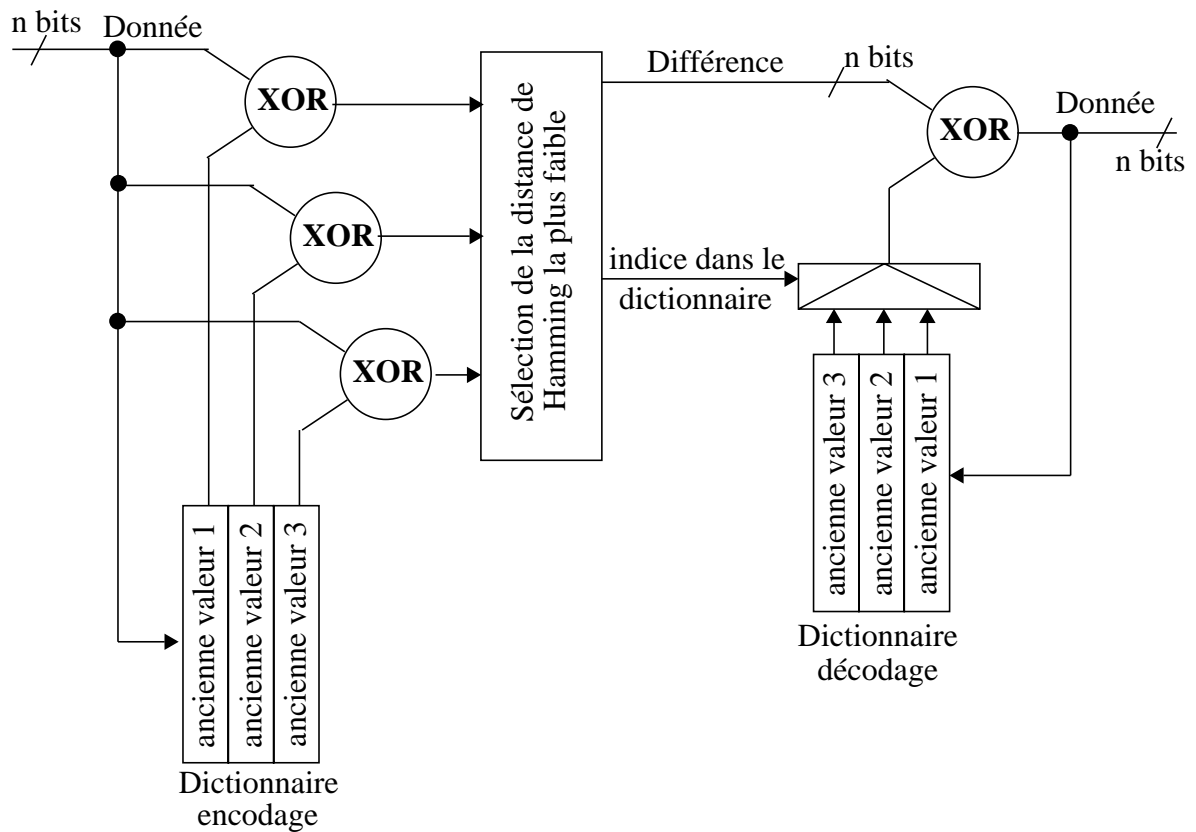 n bits
Donnée
XOR
XOR
XOR
Sélection de la distance de
Hamming la plus faible
Différence
n bits
XOR
Donnée
n bits
indice dans le
dictionnaire
ancienne valeur 1
ancienne valeur 2
ancienne valeur 3
Dictionnaire
encodage
ancienne valeur 3
ancienne valeur 2
ancienne valeur 1
Dictionnaire
décodage